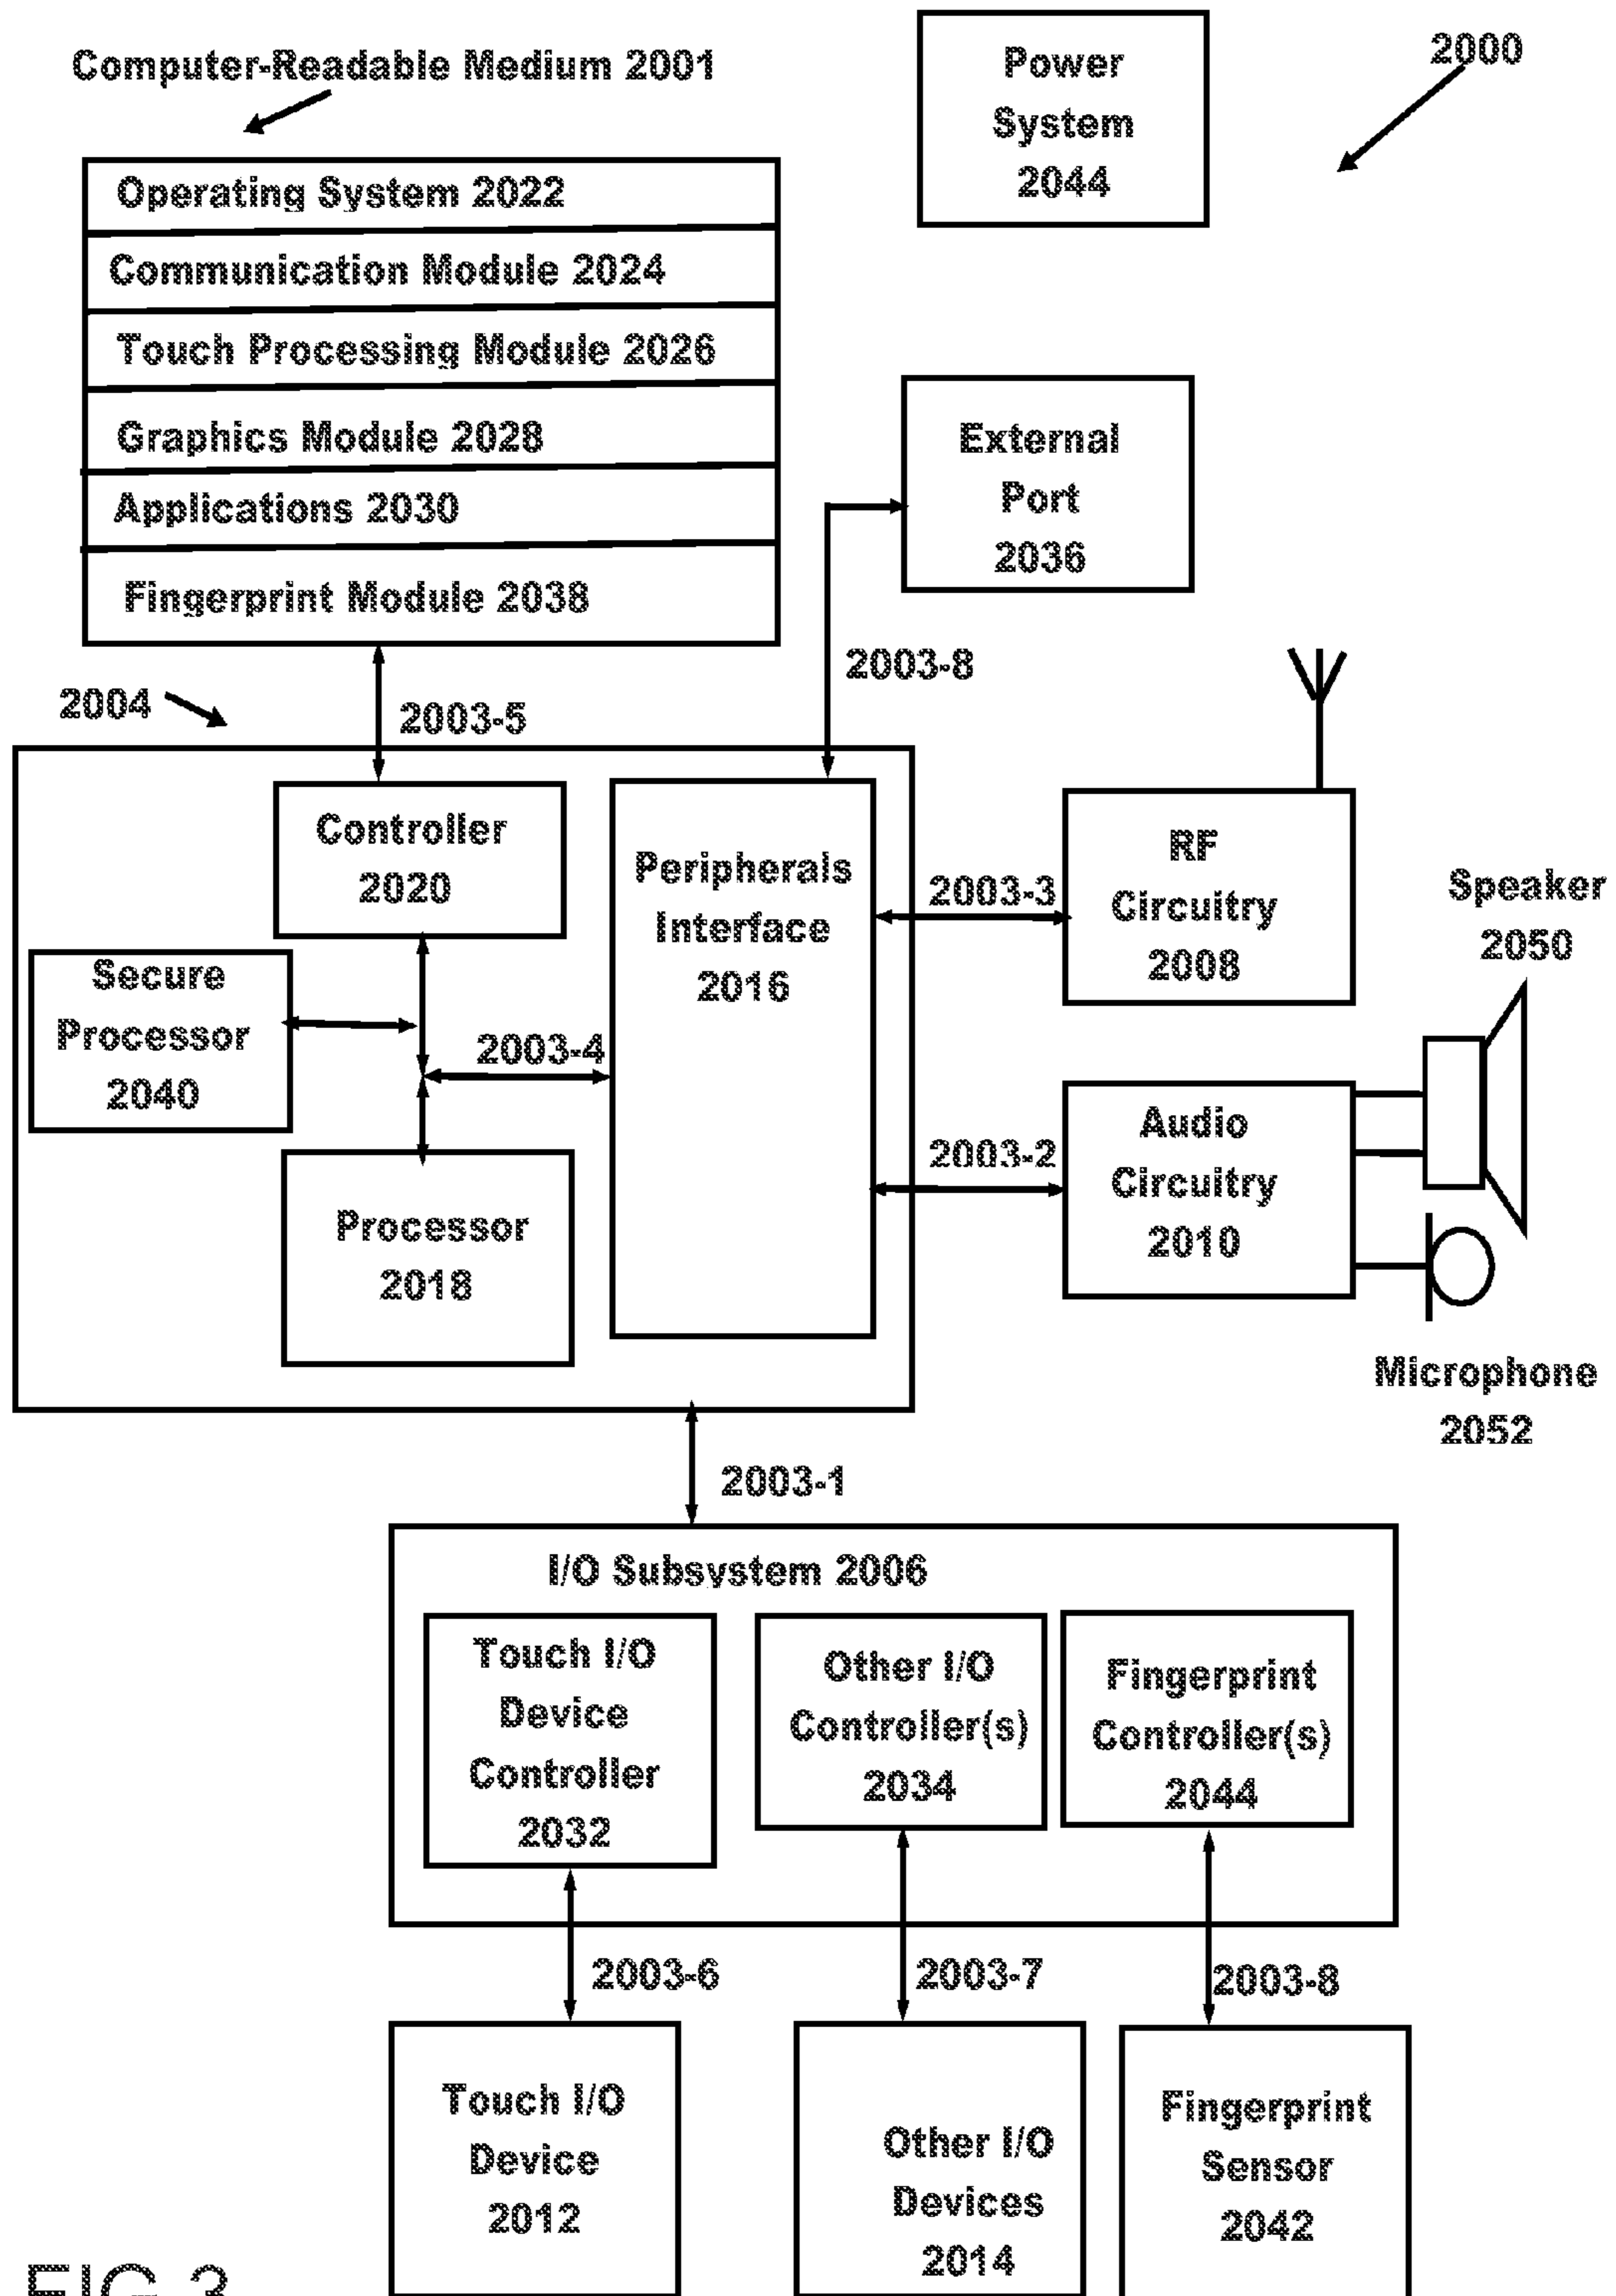 Computer-Readable Medium 2001
Power
System
2044
2000
Operating System 2022
Communication Module 2024
Touch Processing Module 2026
Graphics Module 2028
Applications 2030
Fingerprint Module 2038
External
Port
2036
2003-8
2004
2003-5
Controller
2020
Peripherals
Interface
2016
2003-3
RF
Circuitry
2008
Speaker
2050
Secure
Processor
2040
2003-4
2003-2
Audio
Circuitry
2010
Processor
2018
Microphone
2052
2003-1
I/O Subsystem 2006
Touch I/O
Device
Controller
2032
Other I/O
Controller(s)
2034
Fingerprint
Controller(s)
2044
2003-6
2003-7
2003-8
Touch I/O
Device
2012
Other I/O
Devices
2014
Fingerprint
Sensor
2042
FIG 3